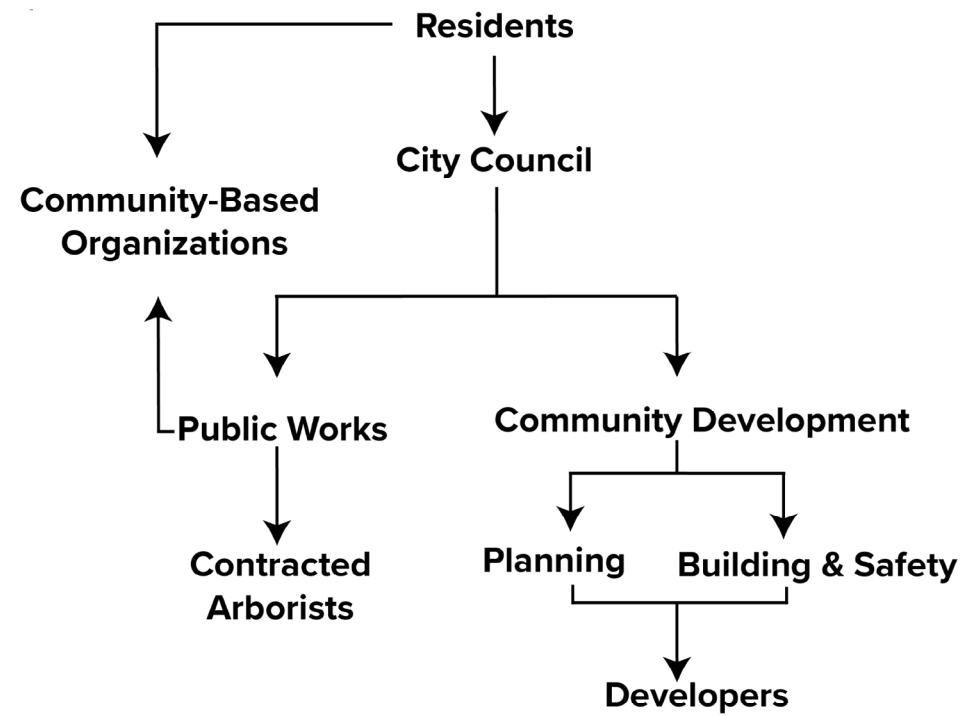 Residents
City Council
Community-Based
Organizations
Public Works
Community Development
Contracted
Arborists
Planning
Building & Safety
Developers